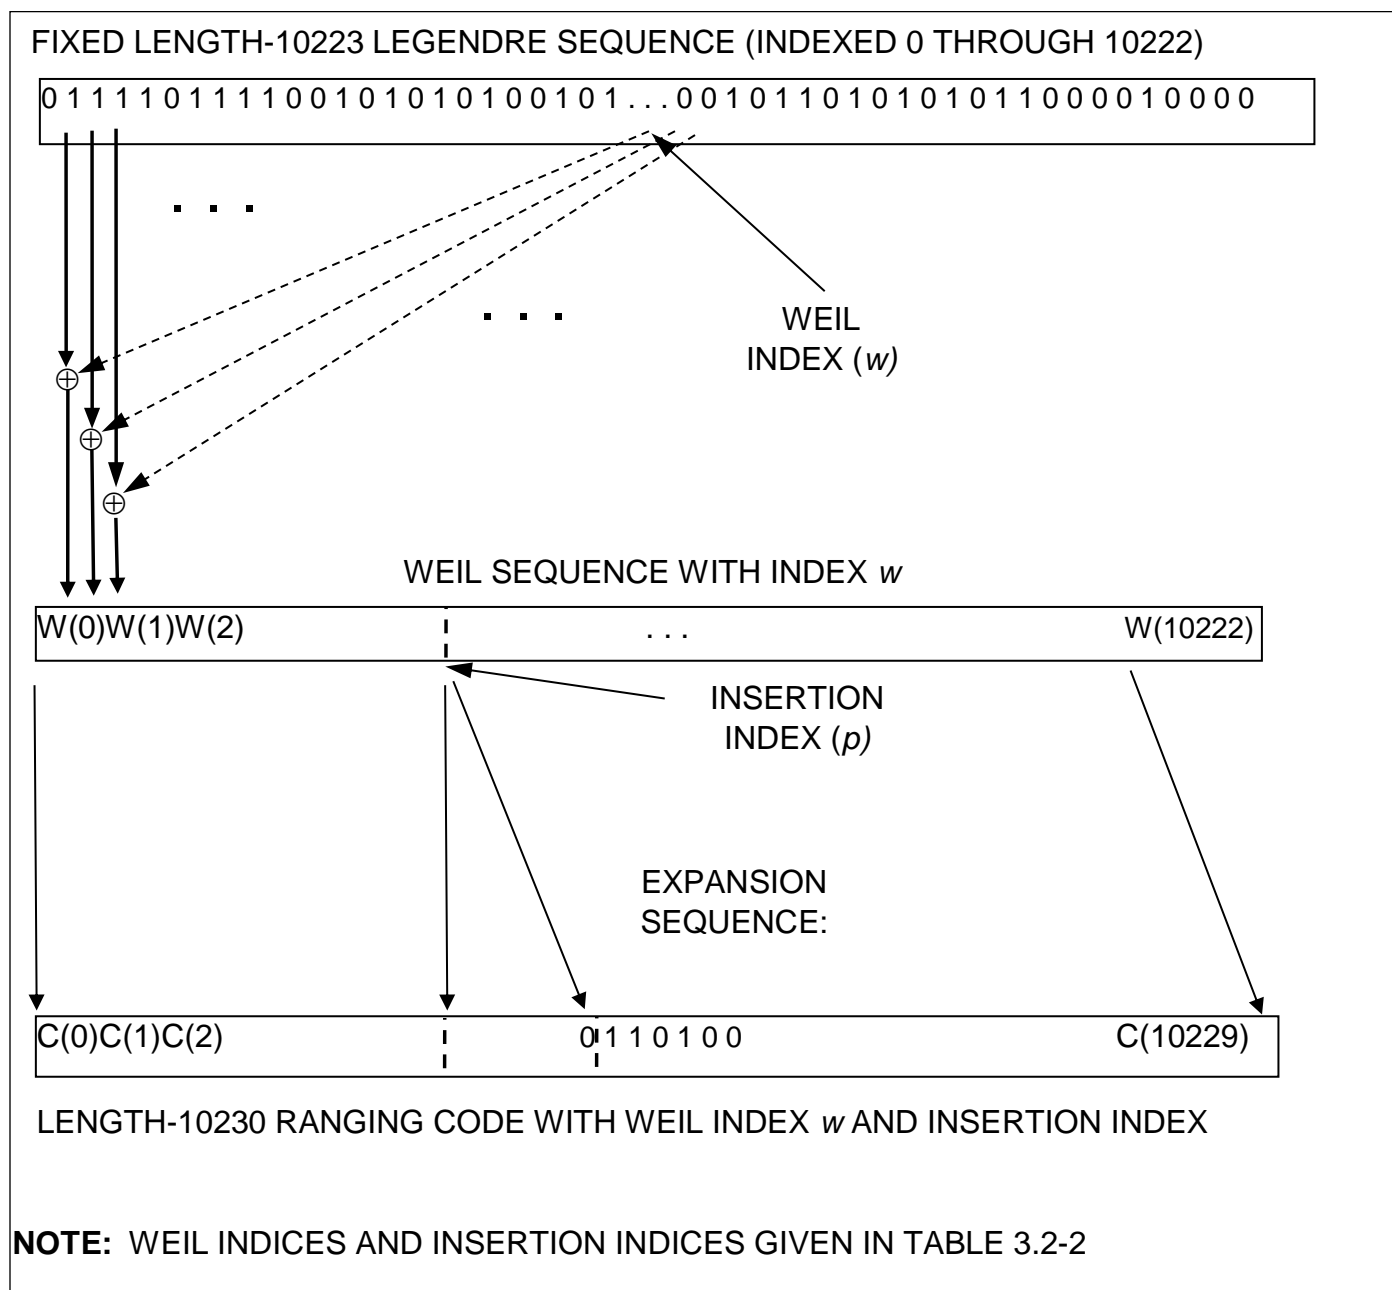 FIXED LENGTH-10223 LEGENDRE SEQUENCE (INDEXED 0 THROUGH 10222)
0 1 1 1 1 0 1 1 1 1 0 0 1 0 1 0 1 0 1 0 0 1 0 1 . . . 0 0 1 0 1 1 0 1 0 1 0 1 0 1 1 0 0 0 0 1 0 0 0 0
. . .
. . .
WEIL
INDEX (w)
WEIL SEQUENCE WITH INDEX w
W(0)W(1)W(2) . . . W(10222)
INSERTION
INDEX (p)
EXPANSION
SEQUENCE:
C(0)C(1)C(2) 0 1 1 0 1 0 0 C(10229)
LENGTH-10230 RANGING CODE WITH WEIL INDEX w AND INSERTION INDEX
NOTE: WEIL INDICES AND INSERTION INDICES GIVEN IN TABLE 3.2-2